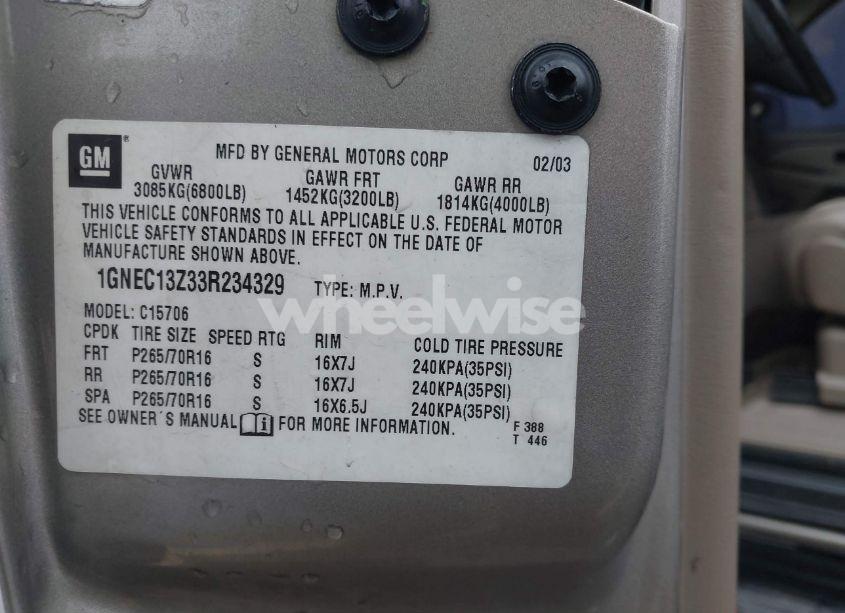 GM
®
MFD BY GENERAL MOTORS CORP 02/03
GVWR GAWR FRT GAWR RR
3085KG(6800LB) 1452KG(3200LB) 1814KG(4000LB)
THIS VEHICLE CONFORMS TO ALL APPLICABLE U.S. FEDERAL MOTOR
VEHICLE SAFETY STANDARDS IN EFFECT ON THE DATE OF
MANUFACTURE SHOWN ABOVE.
1GNEC13Z33R234329 TYPE: M.P.V.
wheelwise
MODEL: C15706
CPDK TIRE SIZE SPEED RTG RIM COLD TIRE PRESSURE
FRT P265/70R16 S 16X7J 240KPA(35PSI)
RR P265/70R16 S 16X7J 240KPA(35PSI)
SPA P265/70R16 S 16X6.5J 240KPA(35PSI)
SEE OWNER´S MANUAL i FOR MORE INFORMATION.
F 388
T 446